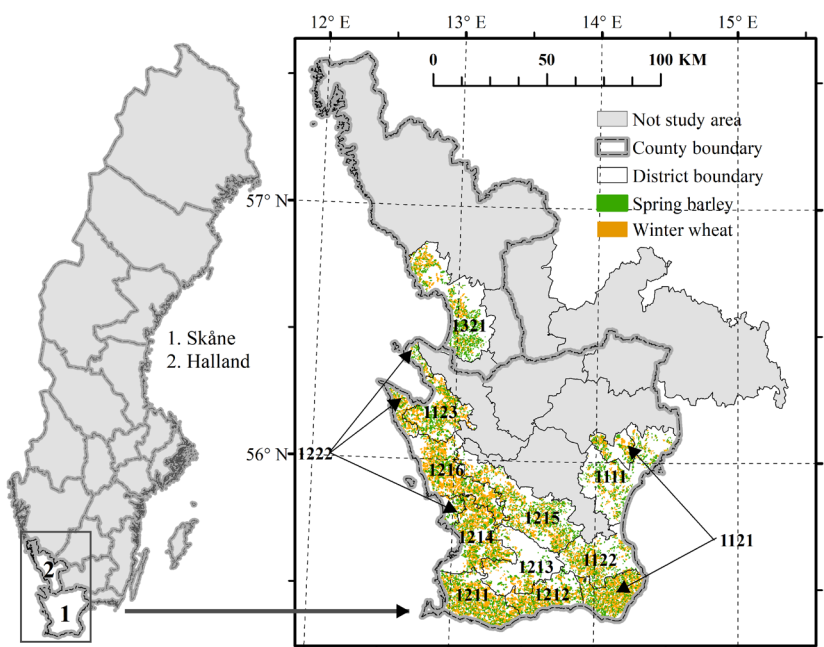 12° E 13° E 14° E 15° E
0 50 100 KM
Not study area
County boundary
District boundary
Spring barley
Winter wheat
57° N
56° N
1. Skåne
2. Halland
2
1
1321
1123
1222
1216
1111
1215
1214
1121
1213
1122
1211
1212